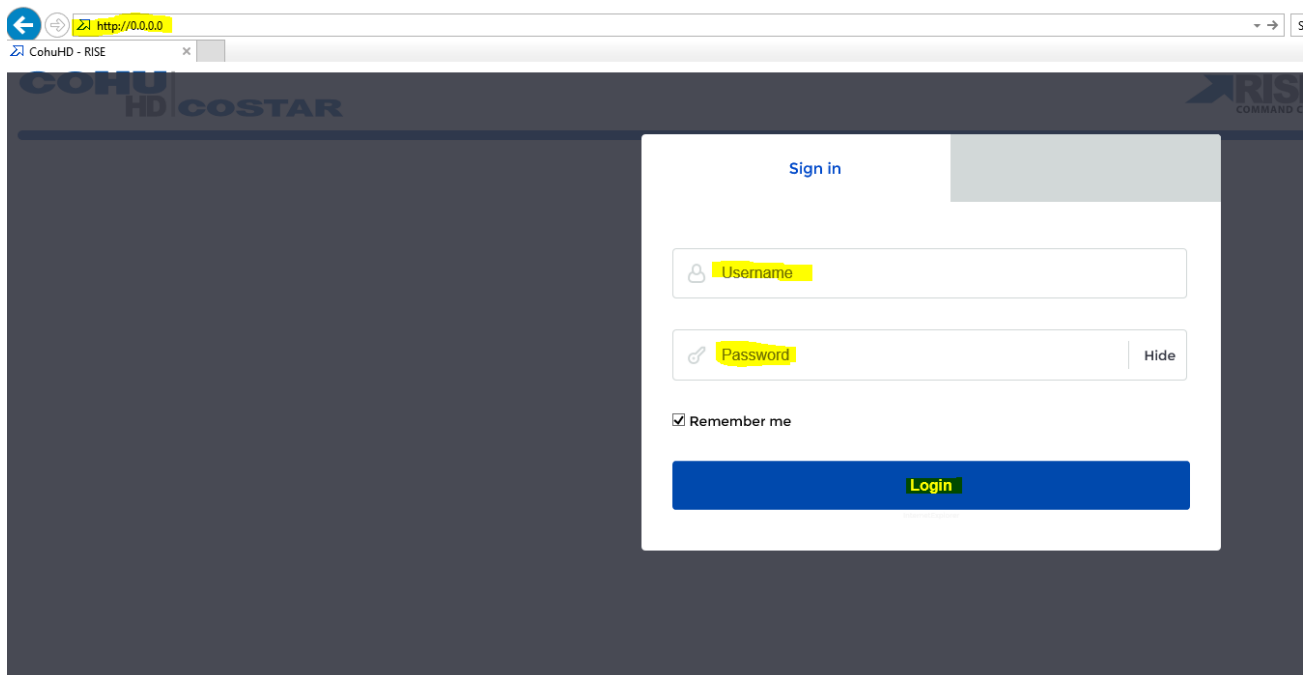 http://0.0.0.0
S
CohuHD - RISE
COHU
HD COSTAR
RISE
COMMAND C
Sign in
Username
Password
Hide
Remember me
Login